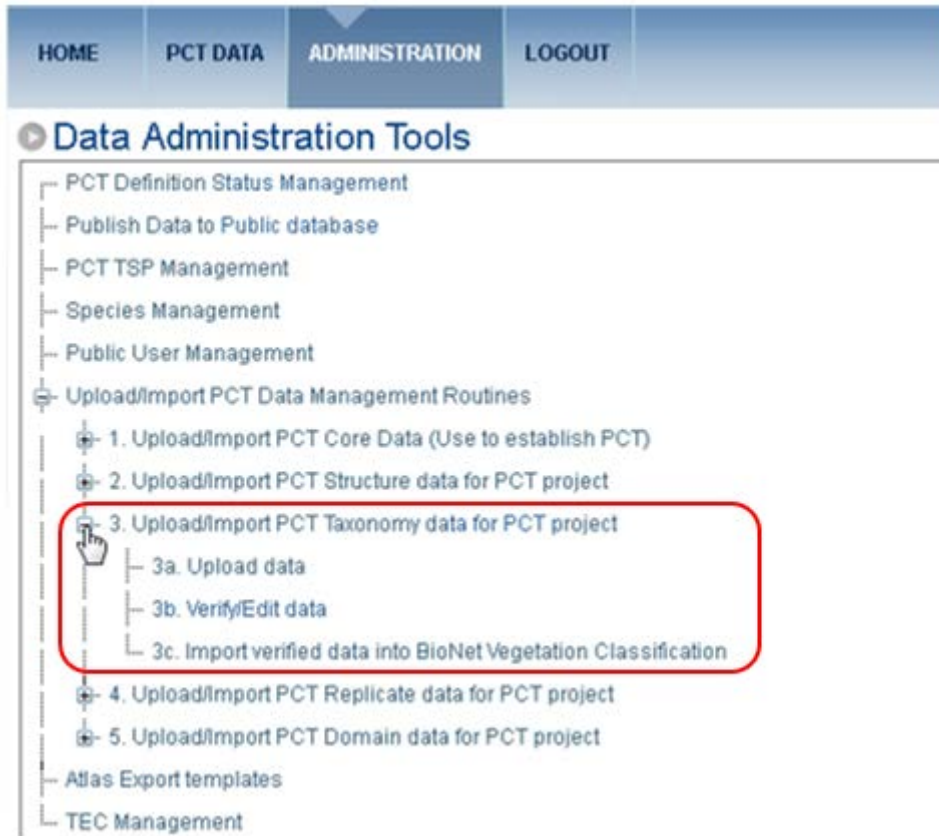 HOME PCT DATA ADMINISTRATION LOGOUT
Data Administration Tools
PCT Definition Status Management
Publish Data to Public database
PCT TSP Management
Species Management
Public User Management
Upload/Import PCT Data Management Routines
1. Upload/Import PCT Core Data (Use to establish PCT)
2. Upload/Import PCT Structure data for PCT project
3. Upload/Import PCT Taxonomy data for PCT project
3a. Upload data
3b. Verify/Edit data
3c. Import verified data into BioNet Vegetation Classification
4. Upload/Import PCT Replicate data for PCT project
5. Upload/Import PCT Domain data for PCT project
Atlas Export templates
TEC Management